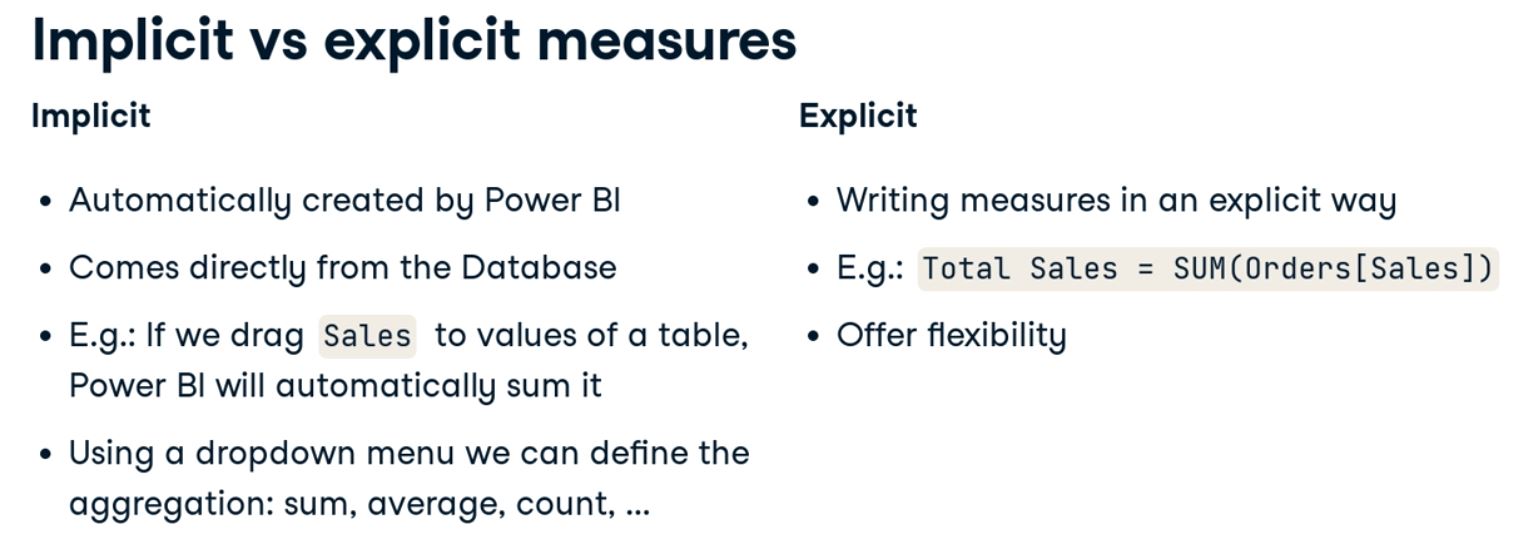 Implicit vs explicit measures
Implicit
• Automatically created by Power BI
• Comes directly from the Database
• E.g.: If we drag Sales to values of a table,
Power BI will automatically sum it
• Using a dropdown menu we can define the
aggregation: sum, average, count, ...
Explicit
• Writing measures in an explicit way
• E.g.: Total Sales = SUM(Orders[Sales])
• Offer flexibility